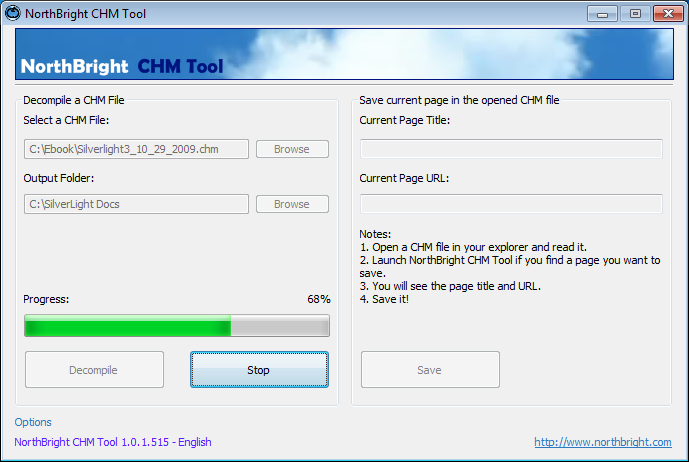 NorthBright CHM Tool
NorthBright CHM Tool
Decompile a CHM File
Select a CHM File:
C:\Ebook\Silverlight3_10_29_2009.chm
Browse
Output Folder:
C:\SilverLight Docs
Browse
Progress:
68%
Decompile
Stop
Save current page in the opened CHM file
Current Page Title:
Current Page URL:
Notes:
1. Open a CHM file in your explorer and read it.
2. Launch NorthBright CHM Tool if you find a page you want to
save.
3. You will see the page title and URL.
4. Save it!
Save
Options
NorthBright CHM Tool 1.0.1.515 - English
http://www.northbright.com